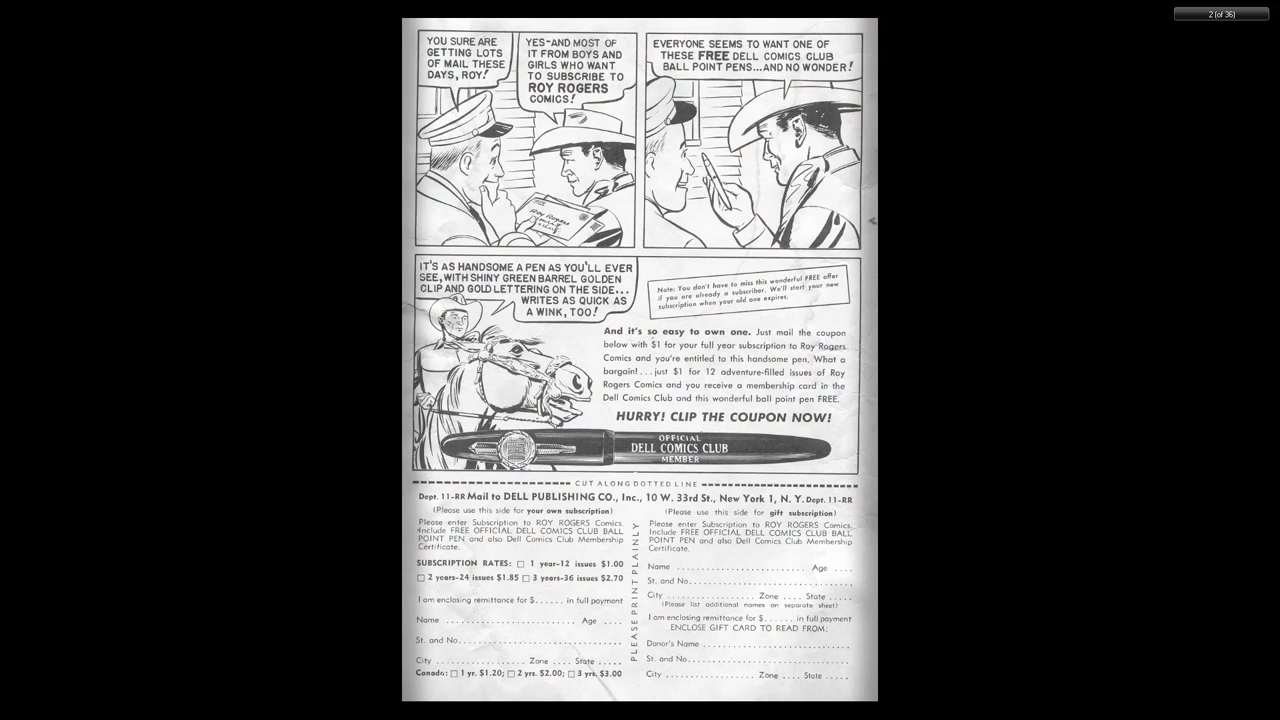 2 (of 36)
YOU SURE ARE
GETTING LOTS
OF MAIL THESE
DAYS, ROY!
YES-AND MOST OF
IT FROM BOYS AND
GIRLS WHO WANT
TO SUBSCRIBE TO
ROY ROGERS
COMICS!
EVERYONE SEEMS TO WANT ONE OF
THESE FREE DELL COMICS CLUB
BALL POINT PENS...AND NO WONDER!
Roy Rogers
IT'S AS HANDSOME A PEN AS YOU'LL EVER
SEE, WITH SHINY GREEN BARREL GOLDEN
CLIP AND GOLD LETTERING ON THE SIDE...
WRITES AS QUICK AS
A WINK, TOO!
Note: You don't have to miss this wonderful FREE offer
if you are already a subscriber. We'll start your new
subscription when your old one expires.
And it's so easy to own one. Just mail the coupon
below with $1 for your full year subscription to Roy Rogers
Comics and you're entitled to this handsome pen. What a
bargain!...just $1 for 12 adventure-filled issues of Roy
Rogers Comics and you receive a membership card in the
Dell Comics Club and this wonderful ball point pen FREE.
HURRY! CLIP THE COUPON NOW!
OFFICIAL
DELL COMICS CLUB
MEMBER
CUT ALONG DOTTED LINE
Dept. 11-RR Mail to DELL PUBLISHING CO., Inc., 10 W. 33rd St., New York 1, N. Y. Dept. 11-RR
(Please use this side for your own subscription)
Please enter Subscription to ROY ROGERS Comics.
Include FREE OFFICIAL DELL COMICS CLUB BALL
POINT PEN and also Dell Comics Club Membership
Certificate.
SUBSCRIPTION RATES: □ 1 year-12 issues $1.00
□ 2 years-24 issues $1.85 □ 3 years-36 issues $2.70
I am enclosing remittance for $...... in full payment
Name ............................ Age ....
St. and No....................................
City .................... Zone .... State .....
Canada: □ 1 yr. $1.20; □ 2 yrs. $2.00; □ 3 yrs. $3.00
PLEASE PRINT PLAINLY
(Please use this side for gift subscription)
Please enter Subscription to ROY ROGERS Comics.
Include FREE OFFICIAL DELL COMICS CLUB BALL
POINT PEN and also Dell Comics Club Membership
Certificate.
Name ............................ Age ....
St. and No....................................
City .................... Zone .... State .....
(Please list additional names on separate sheet)
I am enclosing remittance for $...... in full payment
ENCLOSE GIFT CARD TO READ FROM:
Donor's Name ..............................
St. and No....................................
City .................... Zone .... State .....